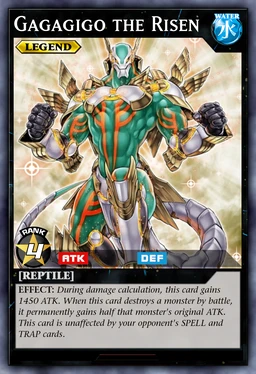 GAGAGIGO THE RISEN
WATER
水
LEGEND
RANK
4
ATK
DEF
[REPTILE]
EFFECT: During damage calculation, this card gains
1450 ATK. When this card destroys a monster by battle,
it permanently gains half that monster's original ATK.
This card is unaffected by your opponent's SPELL and
TRAP cards.